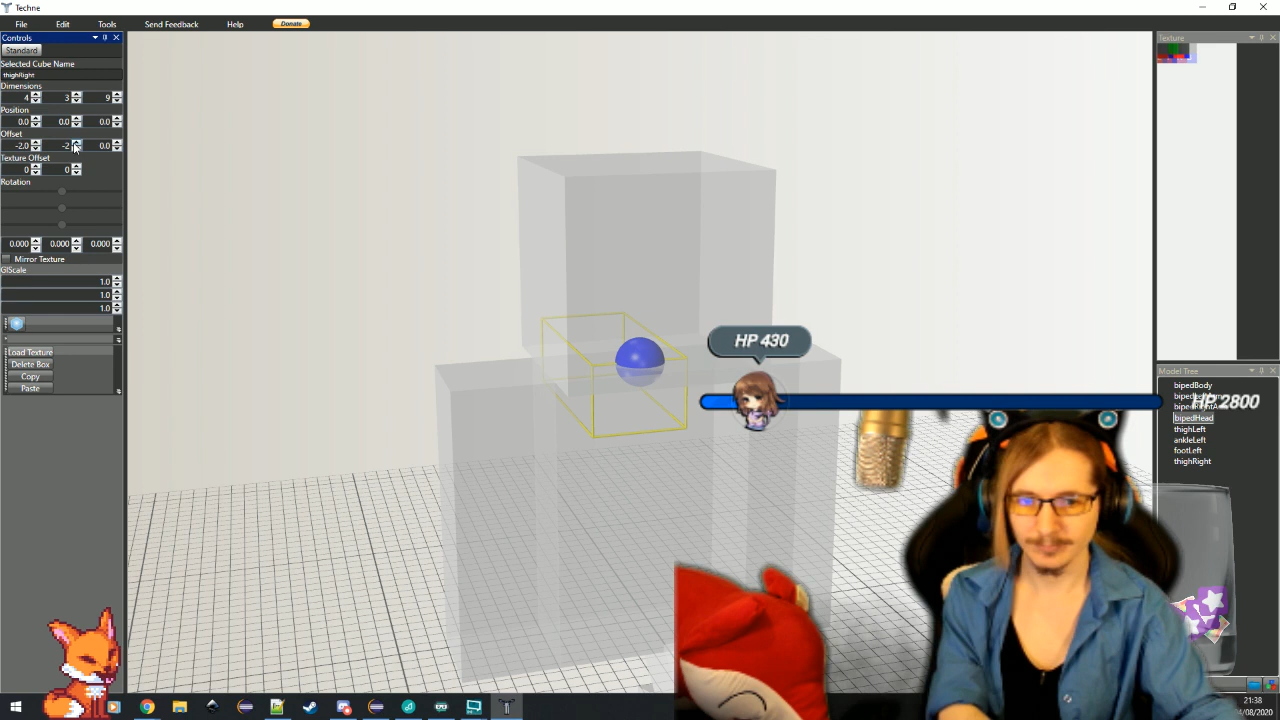 Techne
File Edit Tools Send Feedback Help Donate
Controls
Standard
Selected Cube Name
thighRight
Dimensions
4 3 9
Position
0.0 0.0 0.0
Offset
-2.0 -2 0.0
Texture Offset
0 0
Rotation
0.000 0.000 0.000
Mirror Texture
GlScale
1.0
1.0
1.0
Load Texture
Delete Box
Copy
Paste
HP 430
HP 2800
Texture
Model Tree
bipedBody
bipedHead
thighLeft
ankleLeft
footLeft
thighRight
21:38
/08/2020